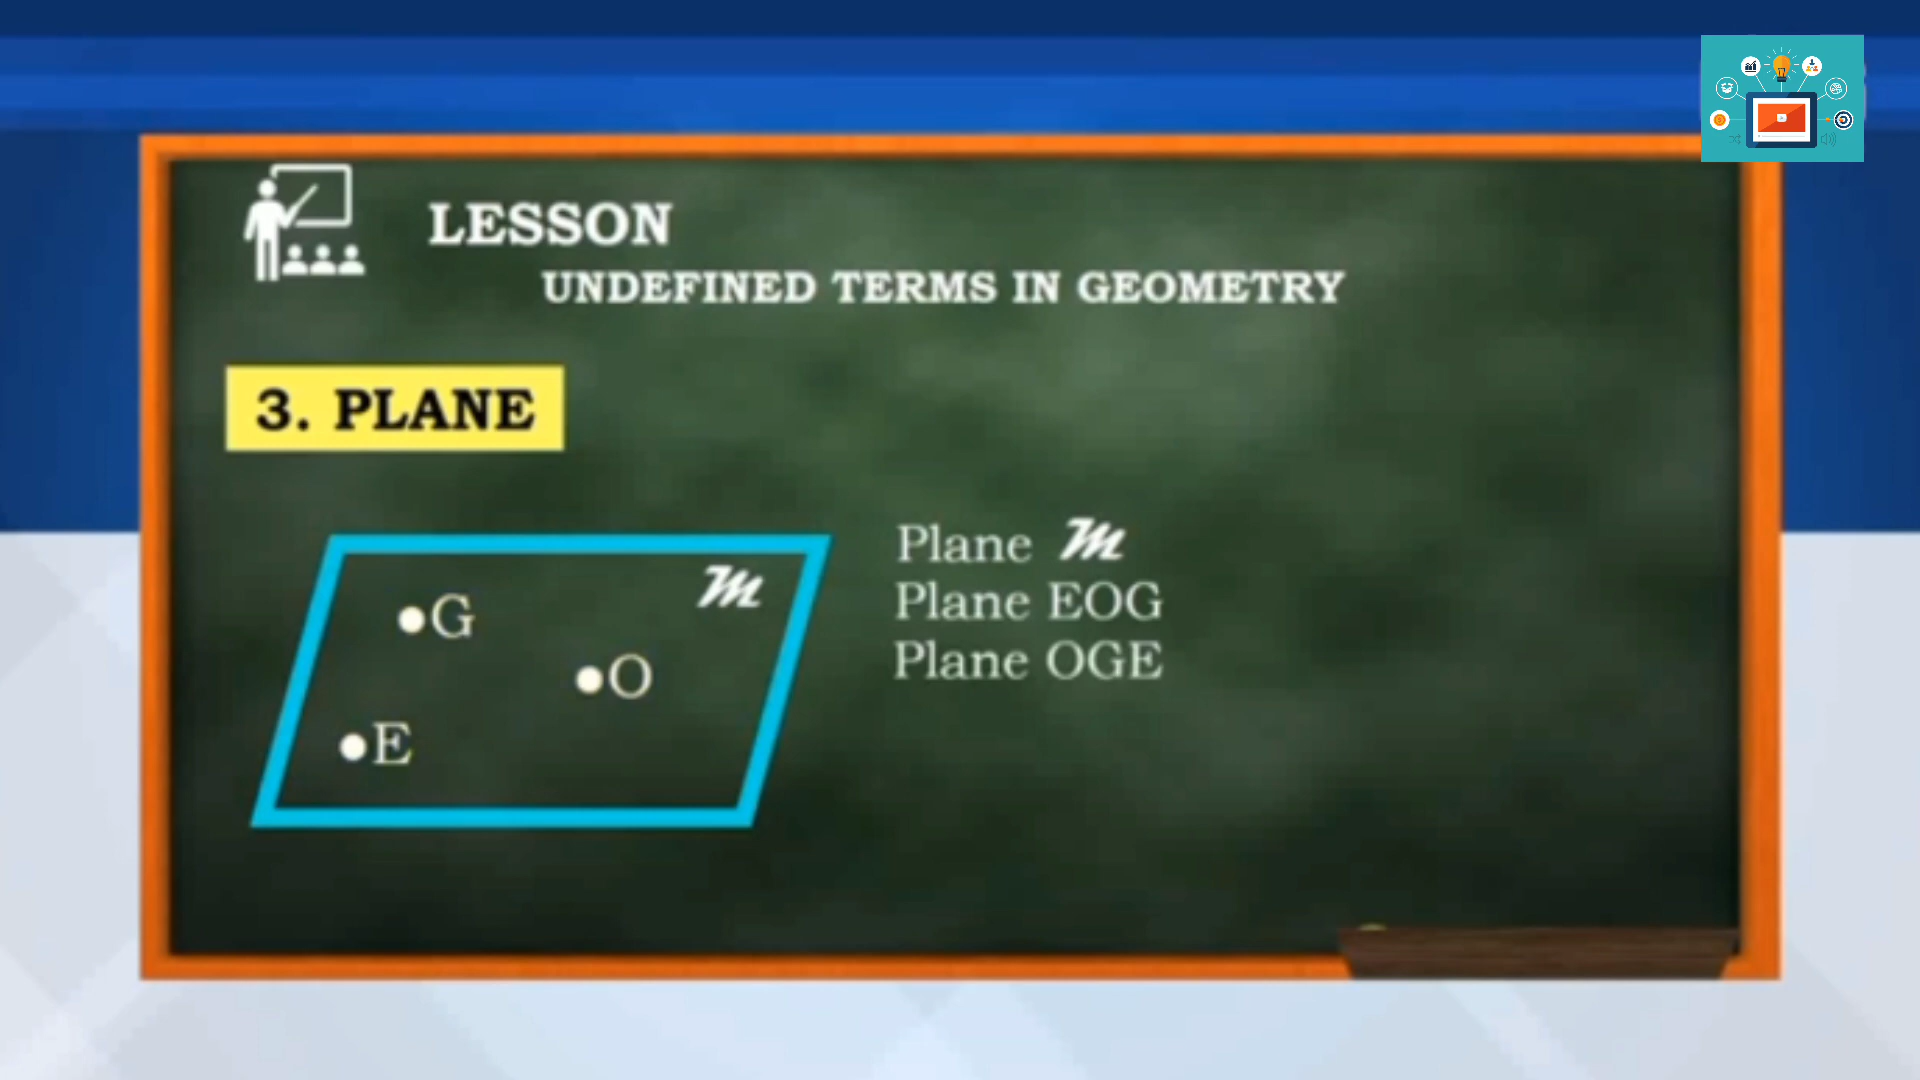 LESSON
UNDEFINED TERMS IN GEOMETRY
3. PLANE
G
m
O
E
Plane m
Plane EOG
Plane OGE